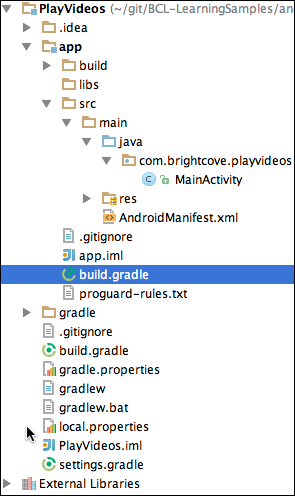 PlayVideos (~/git/BCL-LearningSamples/an
.idea
app
build
libs
src
main
java
com.brightcove.playvideos
MainActivity
res
AndroidManifest.xml
.gitignore
app.iml
build.gradle
proguard-rules.txt
gradle
.gitignore
build.gradle
gradle.properties
gradlew
gradlew.bat
local.properties
PlayVideos.iml
settings.gradle
External Libraries